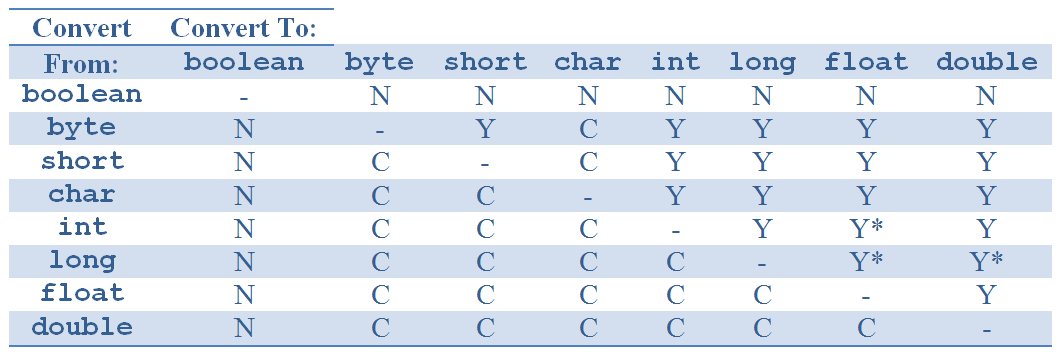 Convert Convert To:
From: boolean byte short char int long float double
boolean - N N N N N N N
byte N - Y C Y Y Y Y
short N C - C Y Y Y Y
char N C C - Y Y Y Y
int N C C C - Y Y* Y
long N C C C C - Y* Y*
float N C C C C C - Y
double N C C C C C C -